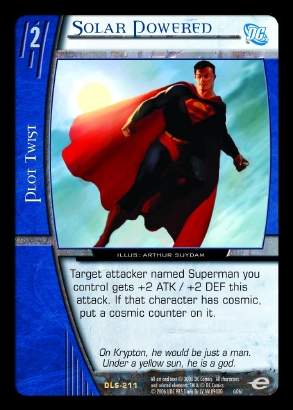 SOLAR POWERED
2
DC
PLOT TWIST
ILLUS: ARTHUR SUYDAM
Target attacker named Superman you
control gets +2 ATK / +2 DEF this
attack. If that character has cosmic,
put a cosmic counter on it.
On Krypton, he would be just a man.
Under a yellow sun, he is a god.
DLS-211